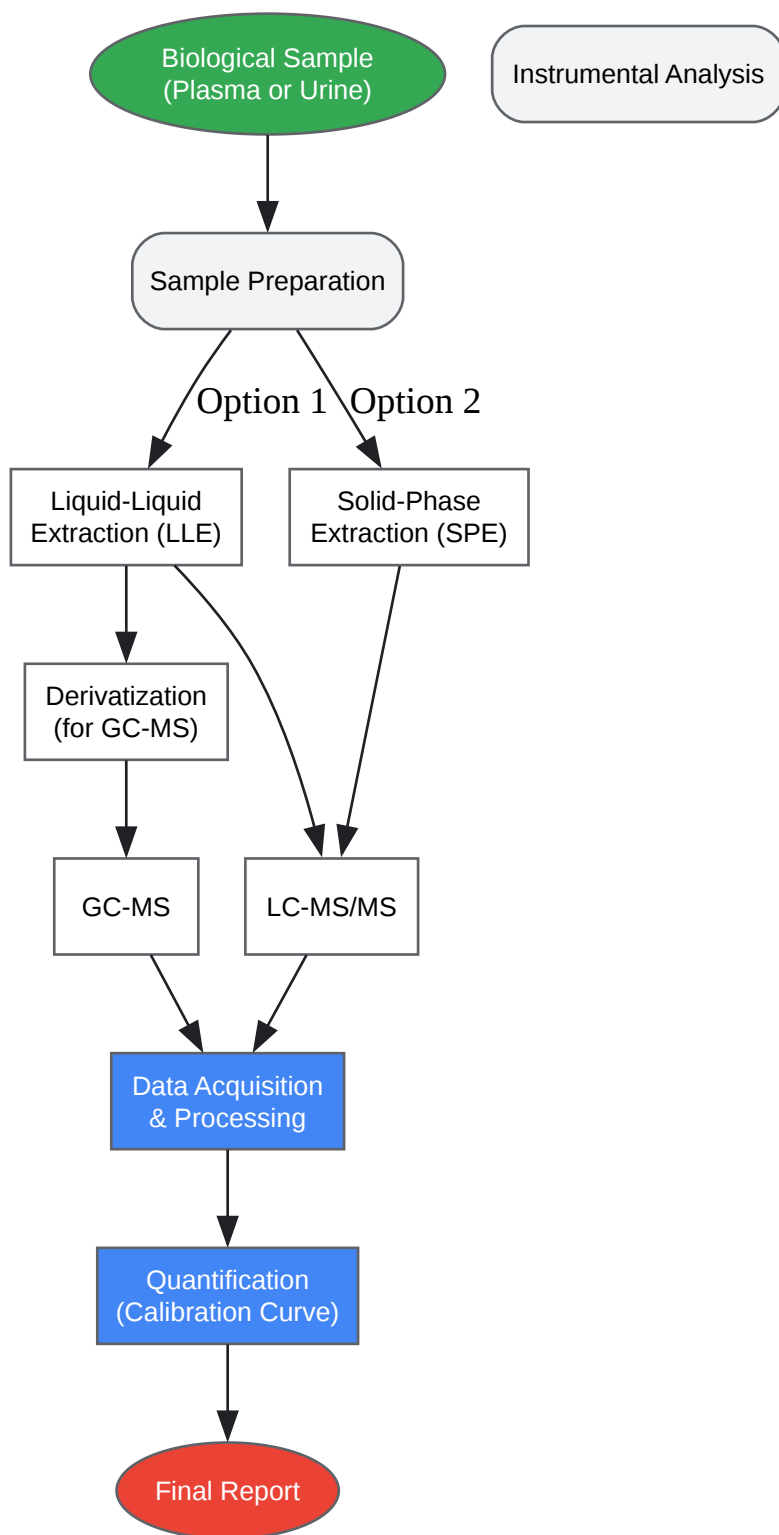 Biological Sample
(Plasma or Urine)
Instrumental Analysis
Sample Preparation
Option 1
Option 2
Liquid-Liquid
Extraction (LLE)
Solid-Phase
Extraction (SPE)
Derivatization
(for GC-MS)
GC-MS
LC-MS/MS
Data Acquisition
& Processing
Quantification
(Calibration Curve)
Final Report